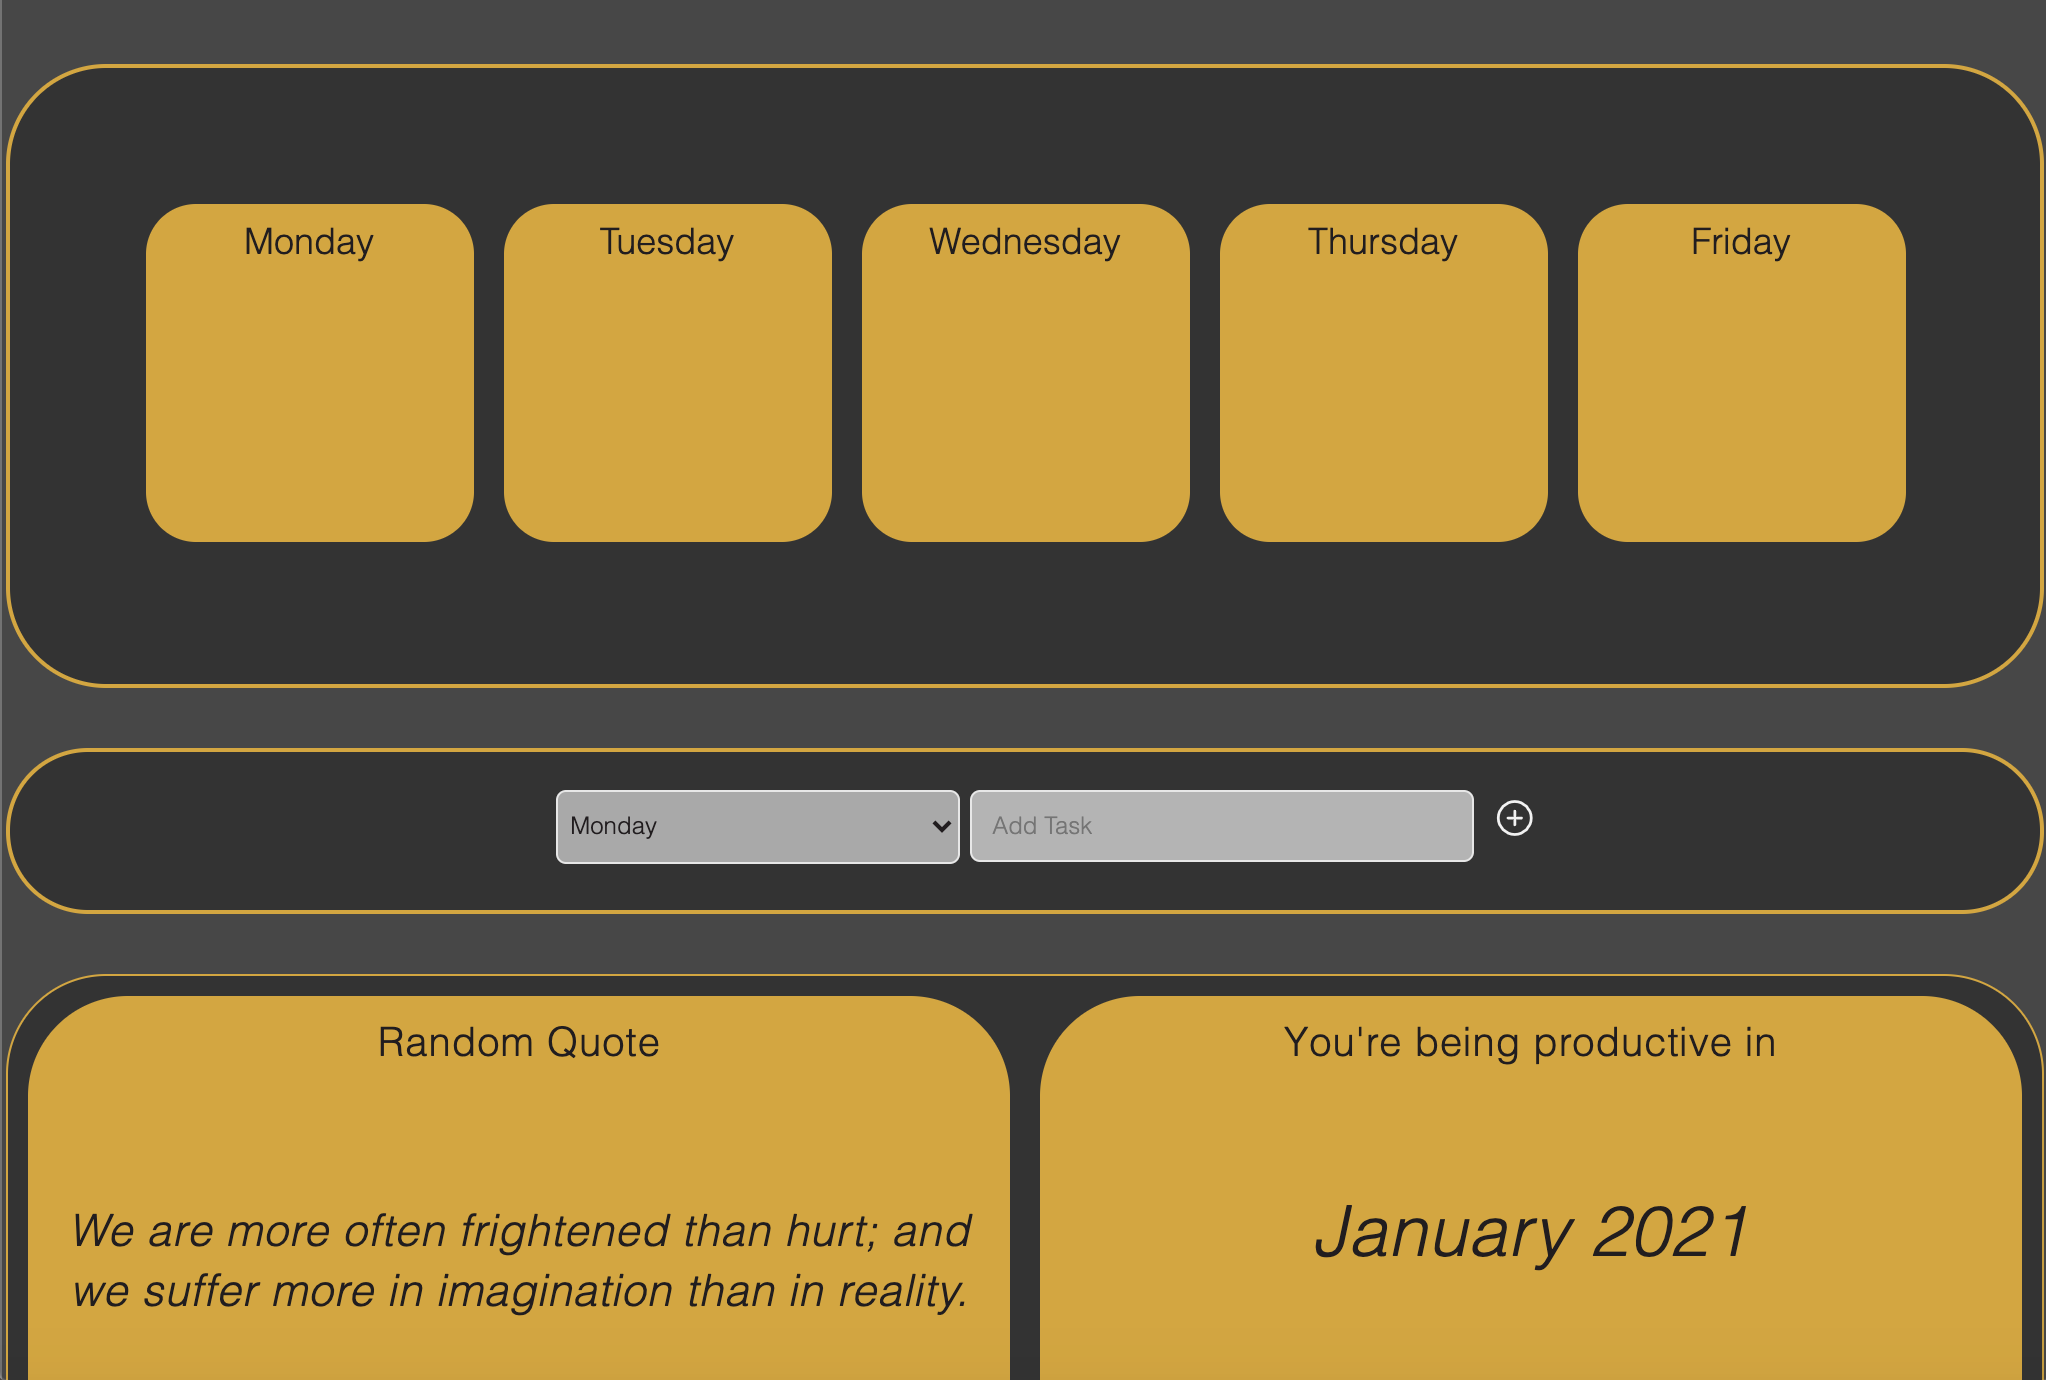 Monday
Tuesday
Wednesday
Thursday
Friday
Monday
Add Task
Random Quote
We are more often frightened than hurt; and
we suffer more in imagination than in reality.
You're being productive in
January 2021